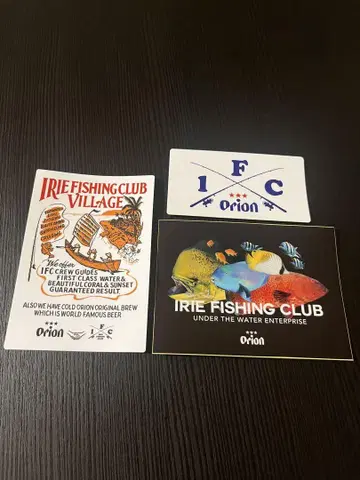 IRIE FISHING CLUB
VILLAGE
We offer
IFC CREW GUIDES
FIRST CLASS WATER &
BEAUTIFUL CORAL & SUNSET
GUARANTEED RESULT.
ALSO WE HAVE COLD ORION ORIGINAL BREW
WHICH IS WORLD FAMOUS BEER
Orion
I F C
I F C
Orion
IRIE FISHING CLUB
UNDER THE WATER ENTERPRISE
Orion